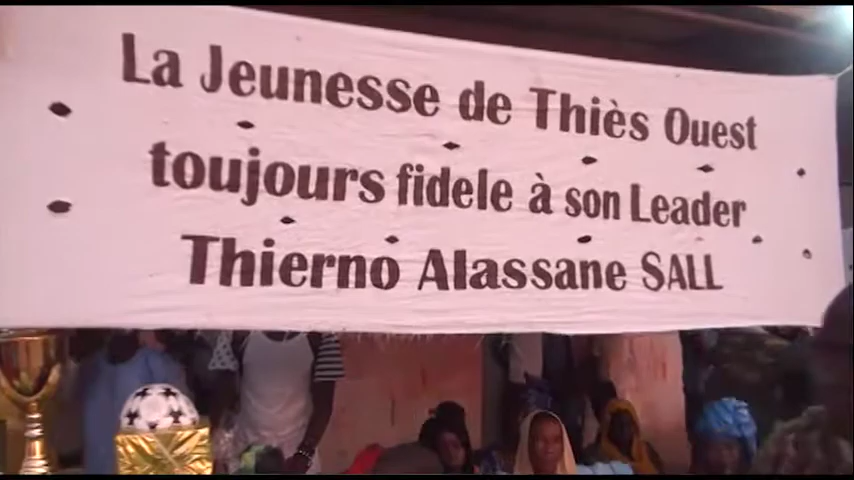 La Jeunesse de Thiès Ouest
toujours fidele à son Leader
Thierno Alassane SALL